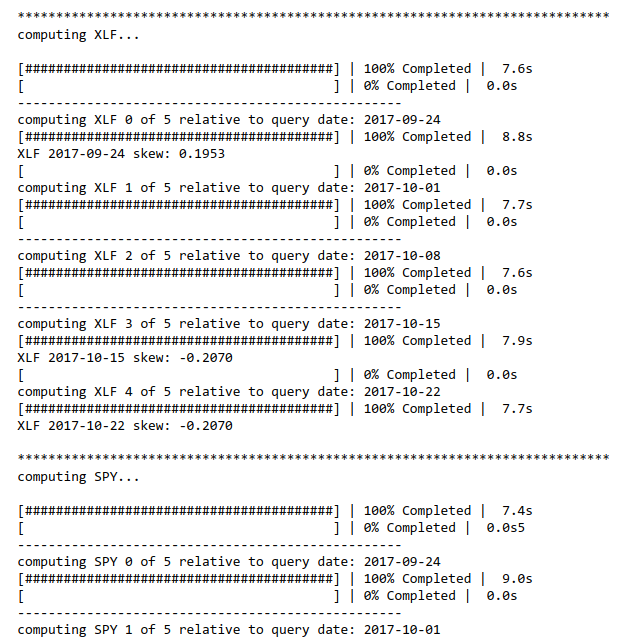 ******************************************************************************
computing XLF...
[########################################] | 100% Completed |  7.6s
[                                        ] | 0% Completed |  0.0s
--------------------------------------------------
computing XLF 0 of 5 relative to query date: 2017-09-24
[########################################] | 100% Completed |  8.8s
XLF 2017-09-24 skew: 0.1953
[                                        ] | 0% Completed |  0.0s
computing XLF 1 of 5 relative to query date: 2017-10-01
[########################################] | 100% Completed |  7.7s
[                                        ] | 0% Completed |  0.0s
--------------------------------------------------
computing XLF 2 of 5 relative to query date: 2017-10-08
[########################################] | 100% Completed |  7.6s
[                                        ] | 0% Completed |  0.0s
--------------------------------------------------
computing XLF 3 of 5 relative to query date: 2017-10-15
[########################################] | 100% Completed |  7.9s
XLF 2017-10-15 skew: -0.2070
[                                        ] | 0% Completed |  0.0s
computing XLF 4 of 5 relative to query date: 2017-10-22
[########################################] | 100% Completed |  7.7s
XLF 2017-10-22 skew: -0.2070
******************************************************************************
computing SPY...
[########################################] | 100% Completed |  7.4s
[                                        ] | 0% Completed |  0.0s5
--------------------------------------------------
computing SPY 0 of 5 relative to query date: 2017-09-24
[########################################] | 100% Completed |  9.0s
[                                        ] | 0% Completed |  0.0s
--------------------------------------------------
computing SPY 1 of 5 relative to query date: 2017-10-01